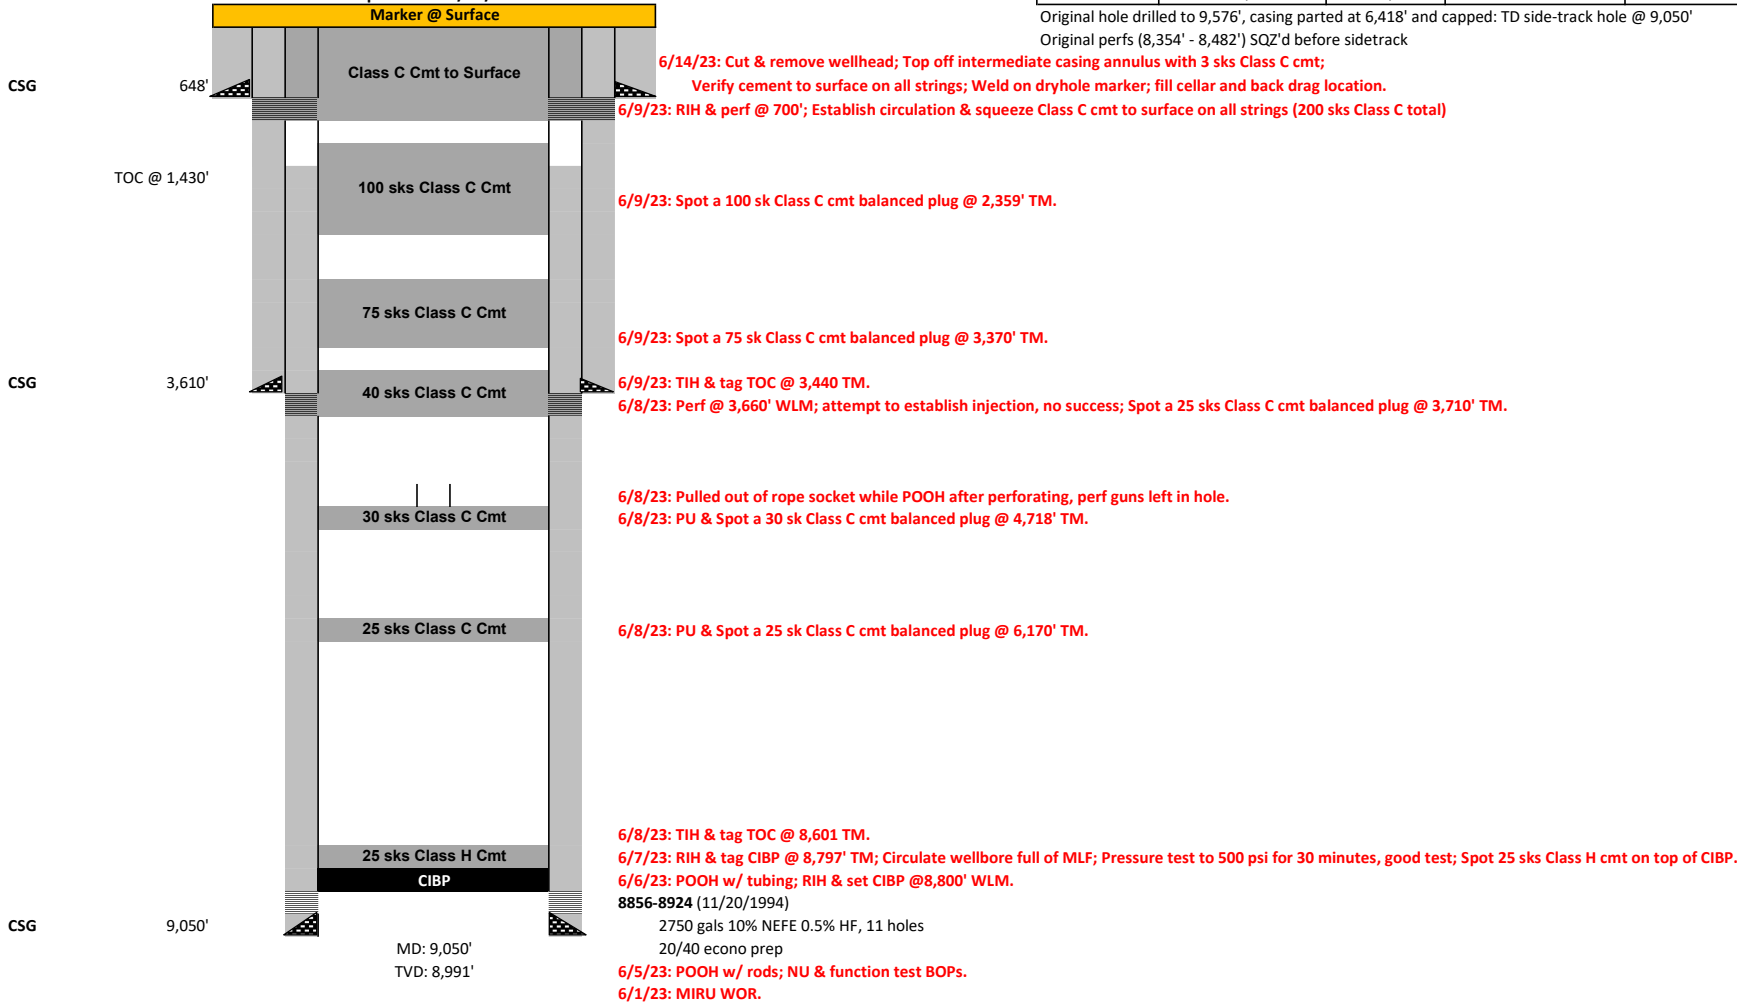 Original hole drilled to 9,576', casing parted at 6,418' and capped: TD side-track hole @ 9,050'
Marker @ Surface
Original perfs (8,354' - 8,482') SQZ'd before sidetrack
6/14/23: Cut & remove wellhead; Top off intermediate casing annulus with 3 sks Class C cmt;
Class C Cmt to Surface
CSG 648'
Verify cement to surface on all strings; Weld on dryhole marker; fill cellar and back drag location.
6/9/23: RIH & perf @ 700'; Establish circulation & squeeze Class C cmt to surface on all strings (200 sks Class C total)
TOC @ 1,430'
100 sks Class C Cmt
6/9/23: Spot a 100 sk Class C cmt balanced plug @ 2,359' TM.
75 sks Class C Cmt
6/9/23: Spot a 75 sk Class C cmt balanced plug @ 3,370' TM.
CSG 3,610'
6/9/23: TIH & tag TOC @ 3,440 TM.
40 sks Class C Cmt
6/8/23: Perf @ 3,660' WLM; attempt to establish injection, no success; Spot a 25 sks Class C cmt balanced plug @ 3,710' TM.
6/8/23: Pulled out of rope socket while POOH after perforating, perf guns left in hole.
30 sks Class C Cmt
6/8/23: PU & Spot a 30 sk Class C cmt balanced plug @ 4,718' TM.
25 sks Class C Cmt
6/8/23: PU & Spot a 25 sk Class C cmt balanced plug @ 6,170' TM.
6/8/23: TIH & tag TOC @ 8,601 TM.
25 sks Class H Cmt
6/7/23: RIH & tag CIBP @ 8,797' TM; Circulate wellbore full of MLF; Pressure test to 500 psi for 30 minutes, good test; Spot 25 sks Class H cmt on top of CIBP.
CIBP
6/6/23: POOH w/ tubing; RIH & set CIBP @8,800' WLM.
8856-8924 (11/20/1994)
CSG 9,050'
2750 gals 10% NEFE 0.5% HF, 11 holes
MD: 9,050'
20/40 econo prep
TVD: 8,991'
6/5/23: POOH w/ rods; NU & function test BOPs.
6/1/23: MIRU WOR.